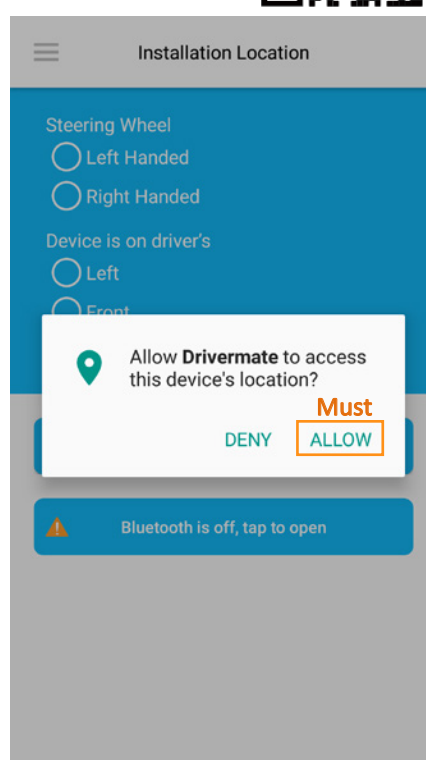 Installation Location
Steering Wheel
Left Handed
Right Handed
Device is on driver's
Left
Front
Allow Drivermate to access
this device's location?
Must
DENY ALLOW
Bluetooth is off, tap to open